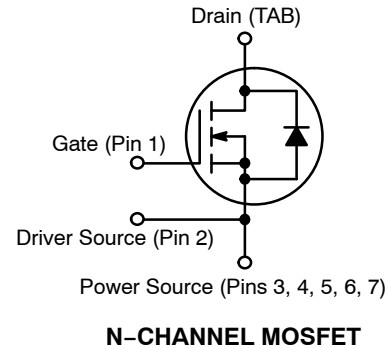 Drain (TAB)
Gate (Pin 1)
Driver Source (Pin 2)
Power Source (Pins 3, 4, 5, 6, 7)
N−CHANNEL MOSFET